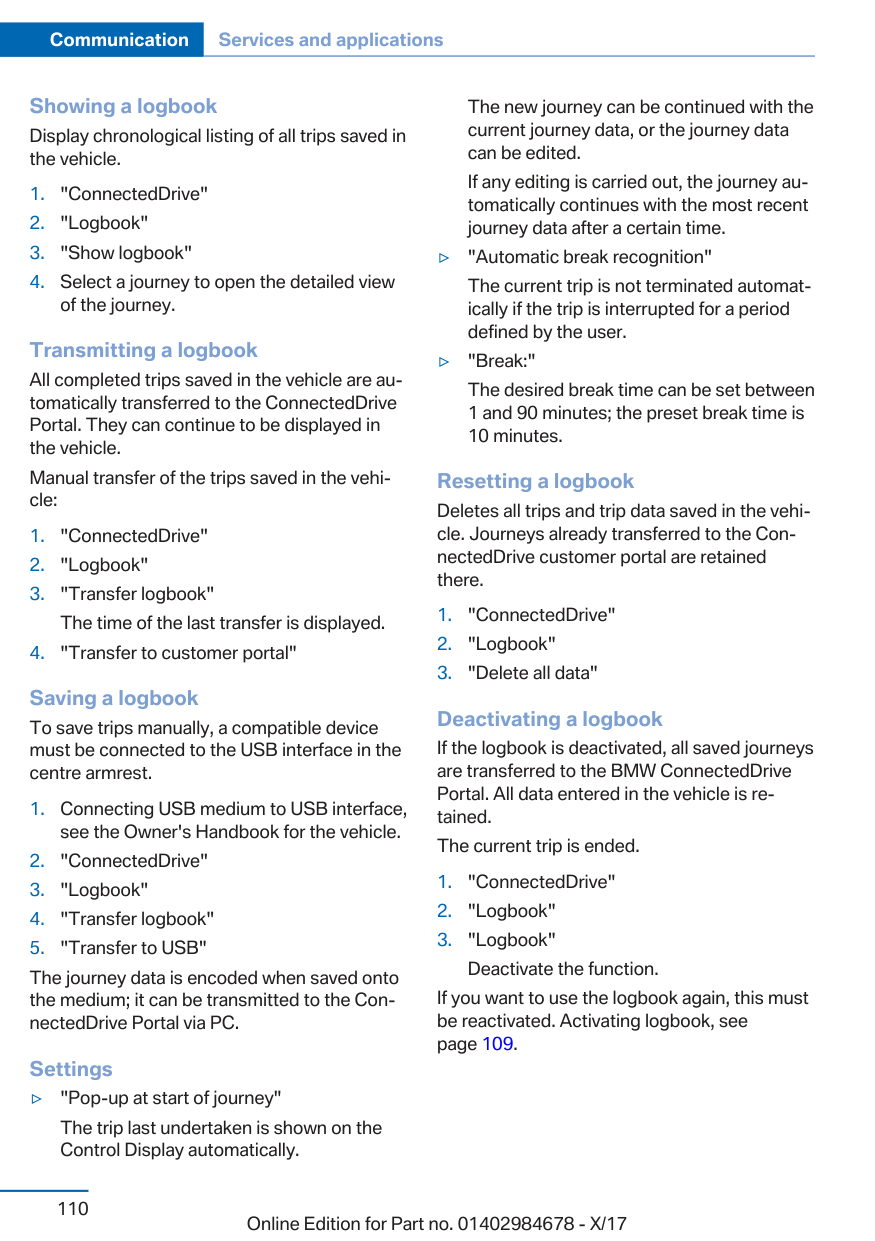 Communication Services and applications
Showing a logbook
Display chronological listing of all trips saved in
the vehicle.
1. "ConnectedDrive"
2. "Logbook"
3. "Show logbook"
4. Select a journey to open the detailed view
of the journey.
Transmitting a logbook
All completed trips saved in the vehicle are au-
tomatically transferred to the ConnectedDrive
Portal. They can continue to be displayed in
the vehicle.
Manual transfer of the trips saved in the vehi-
cle:
1. "ConnectedDrive"
2. "Logbook"
3. "Transfer logbook"
The time of the last transfer is displayed.
4. "Transfer to customer portal"
Saving a logbook
To save trips manually, a compatible device
must be connected to the USB interface in the
centre armrest.
1. Connecting USB medium to USB interface,
see the Owner's Handbook for the vehicle.
2. "ConnectedDrive"
3. "Logbook"
4. "Transfer logbook"
5. "Transfer to USB"
The journey data is encoded when saved onto
the medium; it can be transmitted to the Con-
nectedDrive Portal via PC.
Settings
▷ "Pop-up at start of journey"
The trip last undertaken is shown on the
Control Display automatically.
The new journey can be continued with the
current journey data, or the journey data
can be edited.
If any editing is carried out, the journey au-
tomatically continues with the most recent
journey data after a certain time.
▷ "Automatic break recognition"
The current trip is not terminated automat-
ically if the trip is interrupted for a period
defined by the user.
▷ "Break:"
The desired break time can be set between
1 and 90 minutes; the preset break time is
10 minutes.
Resetting a logbook
Deletes all trips and trip data saved in the vehi-
cle. Journeys already transferred to the Con-
nectedDrive customer portal are retained
there.
1. "ConnectedDrive"
2. "Logbook"
3. "Delete all data"
Deactivating a logbook
If the logbook is deactivated, all saved journeys
are transferred to the BMW ConnectedDrive
Portal. All data entered in the vehicle is re-
tained.
The current trip is ended.
1. "ConnectedDrive"
2. "Logbook"
3. "Logbook"
Deactivate the function.
If you want to use the logbook again, this must
be reactivated. Activating logbook, see
page 109.
110
Online Edition for Part no. 01402984678 - X/17